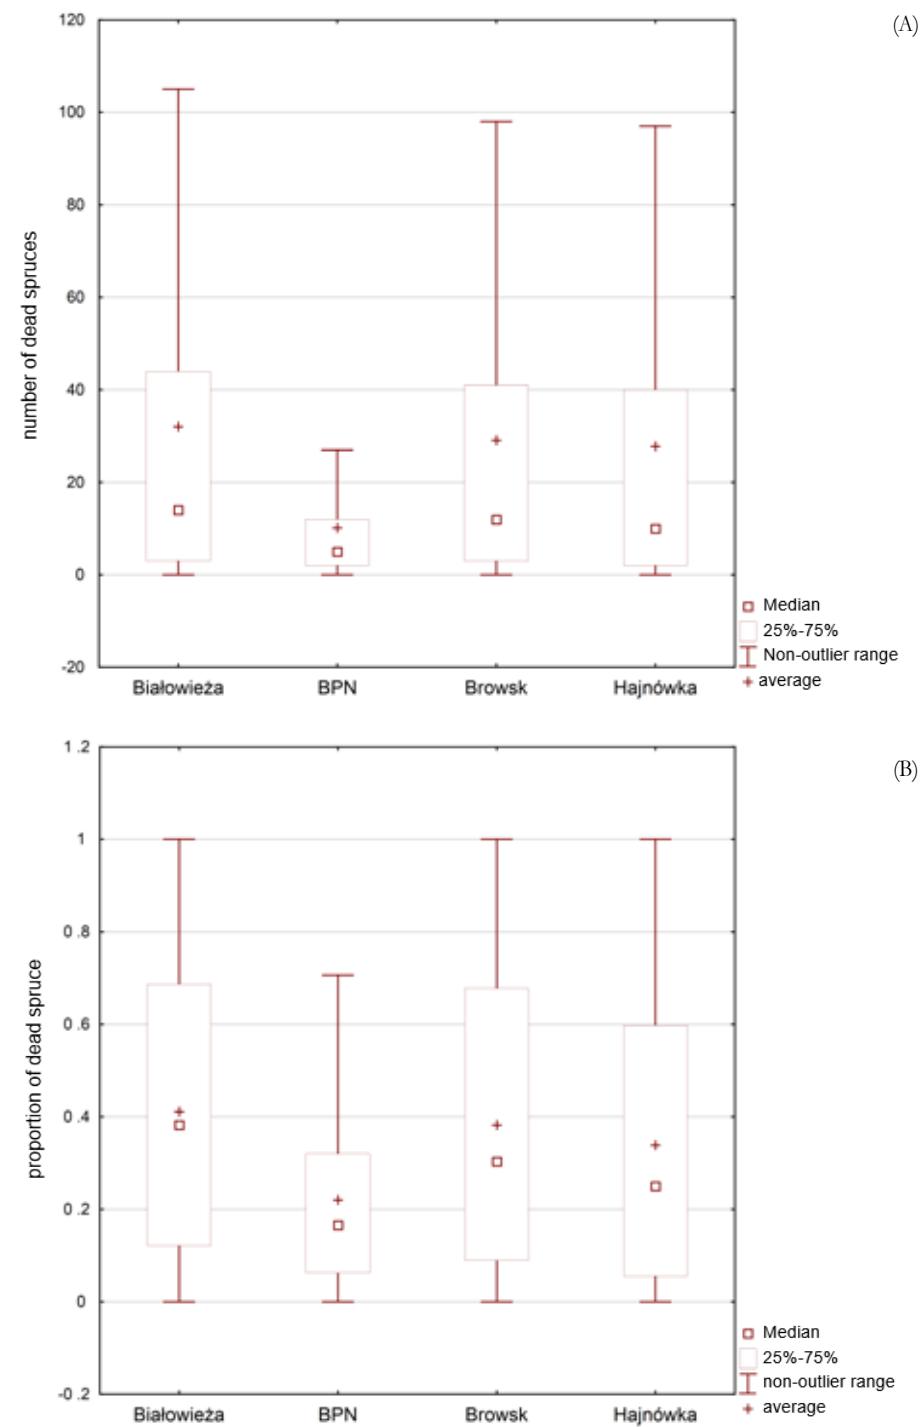 (A)
120
100
80
60
40
20
0
-20
number of dead spruces
Białowieża BPN Browsk Hajnówka
Median
25%-75%
Non-outlier range
average
(B)
1.2
1
0.8
0.6
0.4
0.2
0
-0.2
proportion of dead spruce
Białowieża BPN Browsk Hajnówka
Median
25%-75%
non-outlier range
average